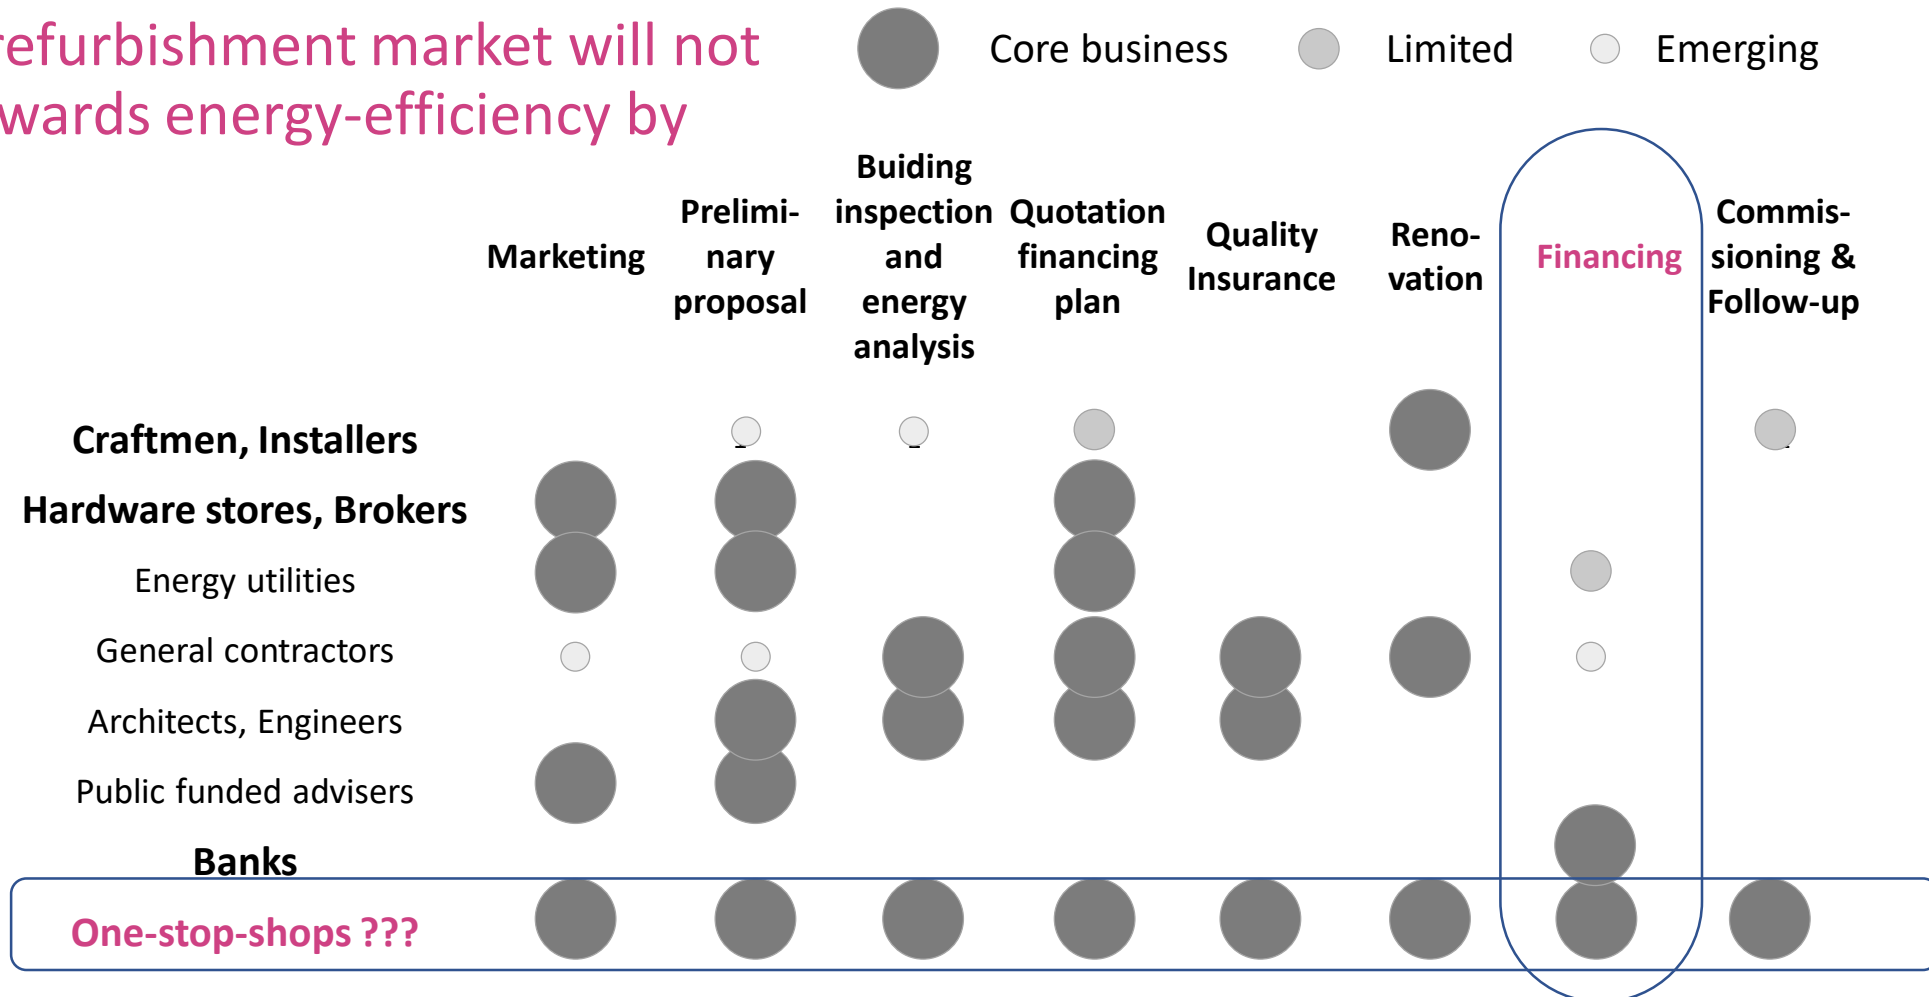 refurbishment market will not
wards energy-efficiency by
Core business
Limited
Emerging
Marketing
Prelimi-
nary
proposal
Buiding
inspection
and
energy
analysis
Quotation
financing
plan
Quality
Insurance
Reno-
vation
Financing
Commis-
sioning &
Follow-up
Craftmen, Installers
Hardware stores, Brokers
Energy utilities
General contractors
Architects, Engineers
Public funded advisers
Banks
One-stop-shops ???